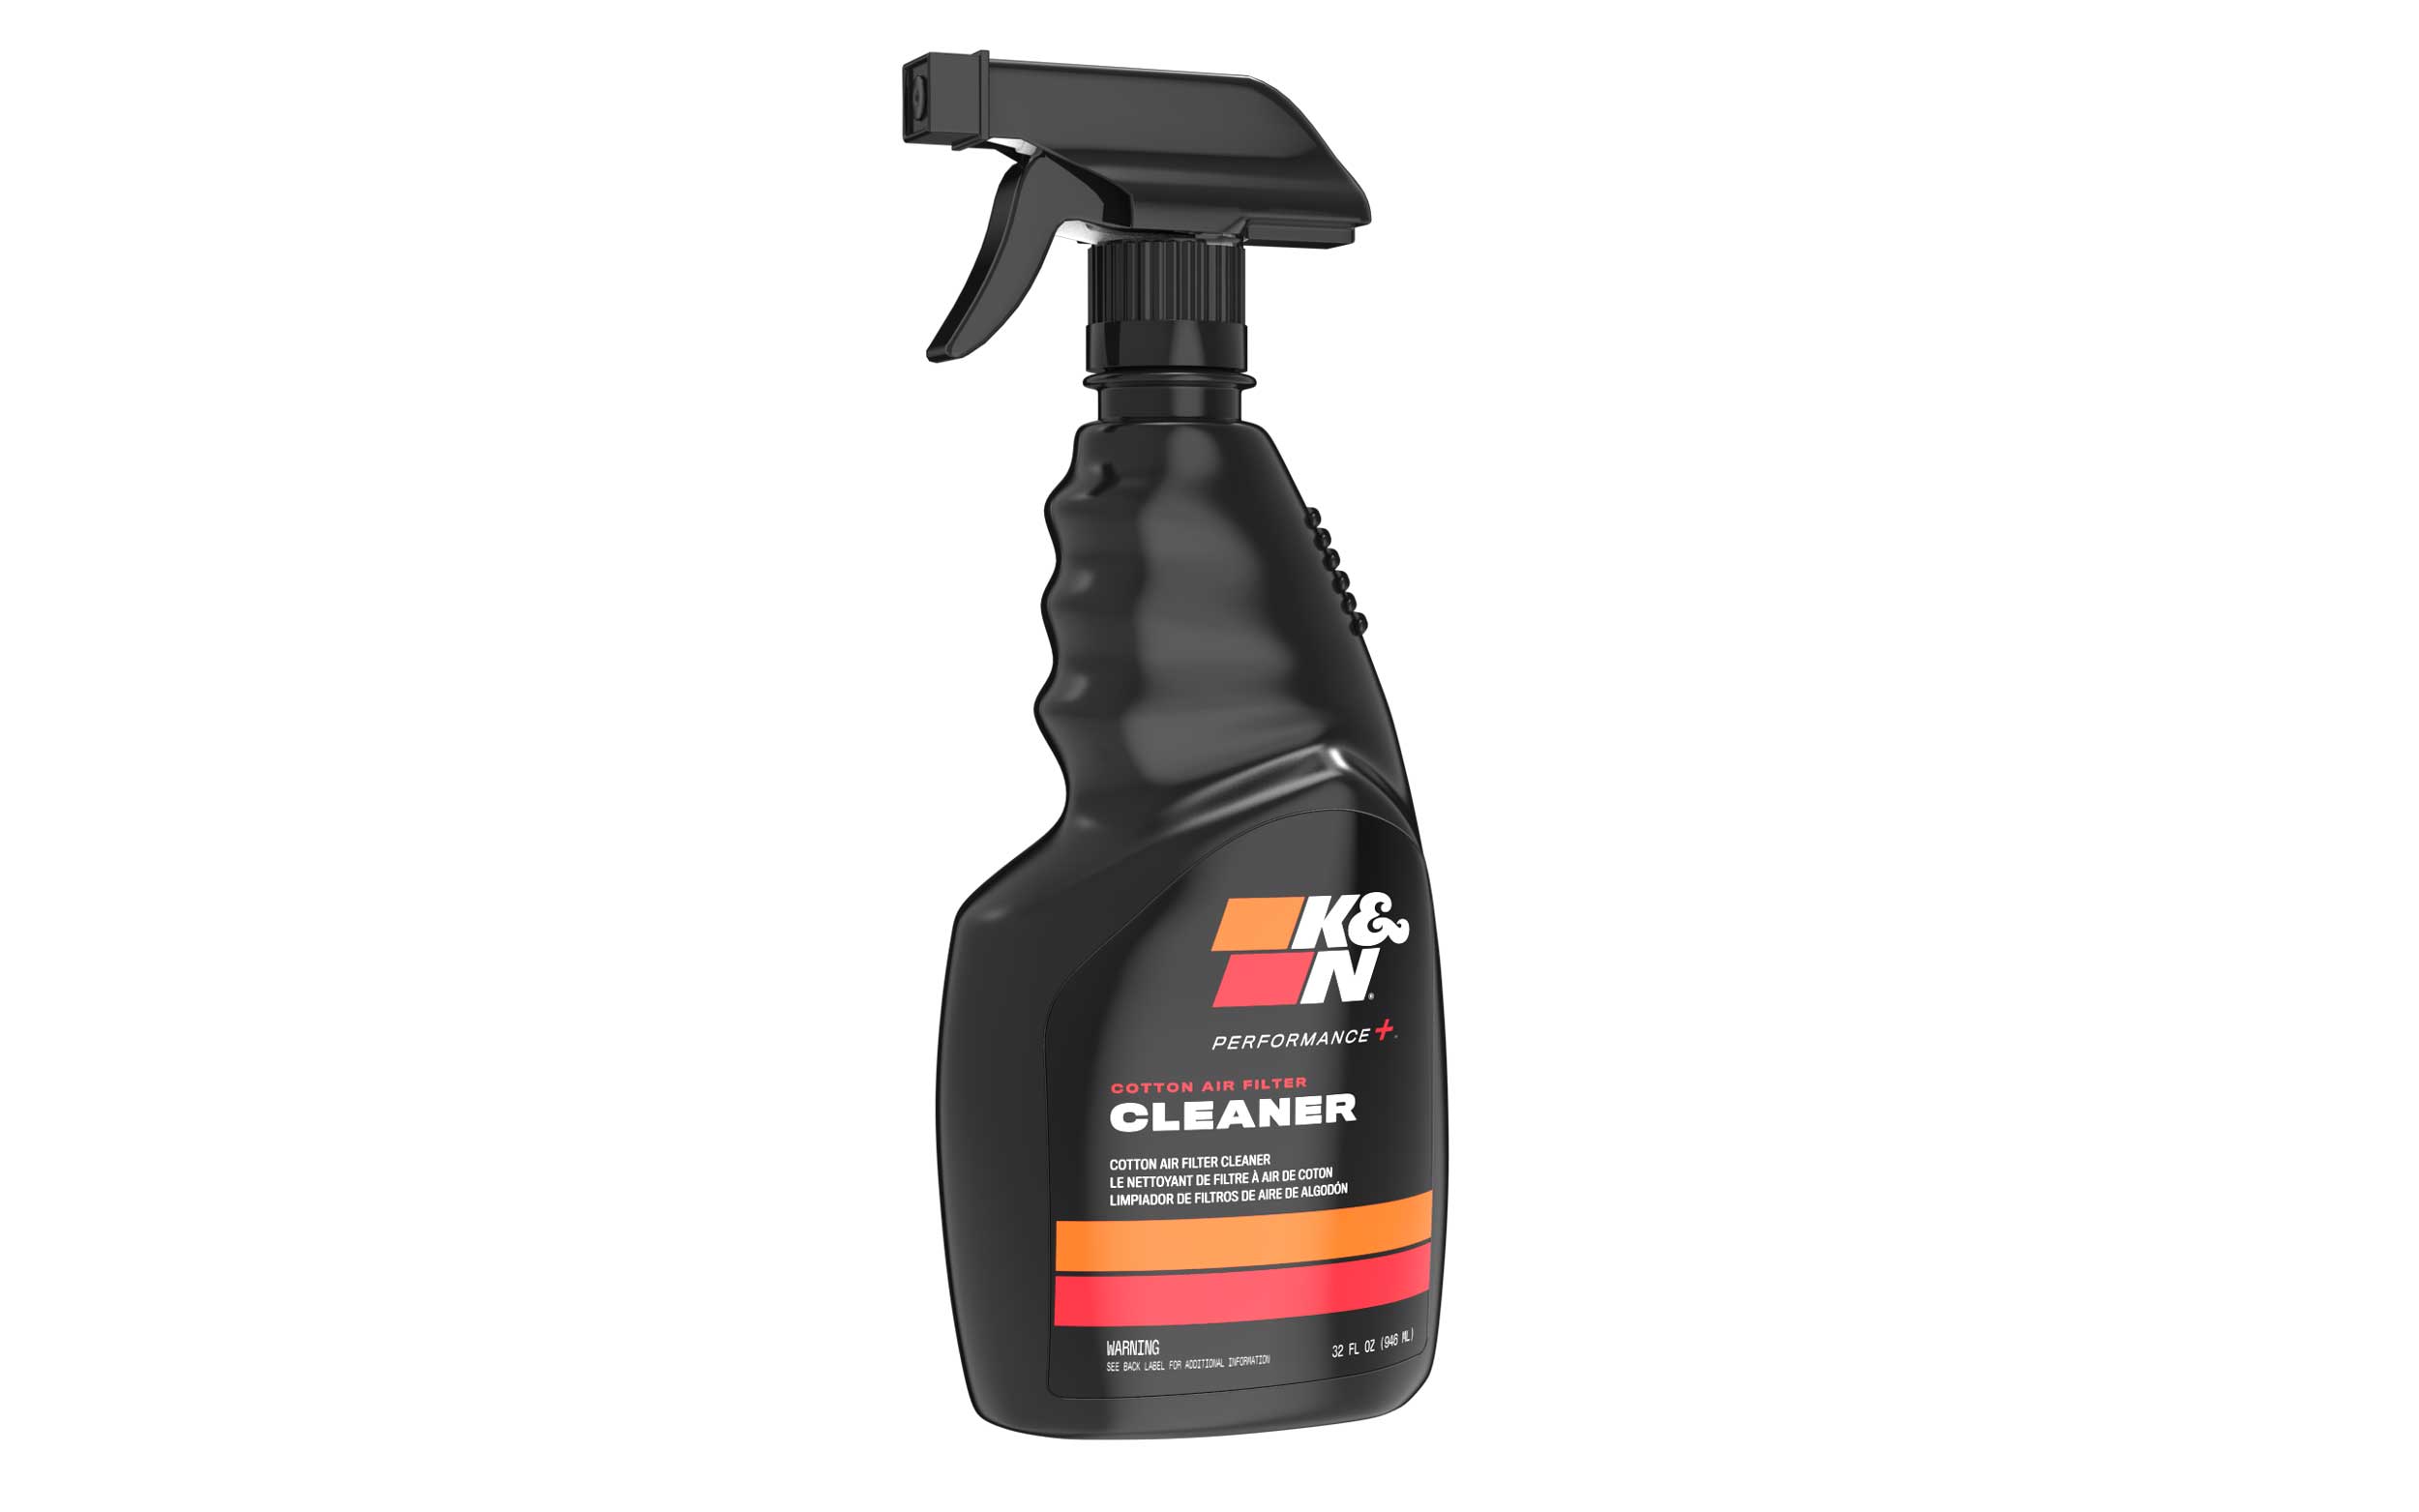 K&
N®
PERFORMANCE+
COTTON AIR FILTER
CLEANER
COTTON AIR FILTER CLEANER
LE NETTOYANT DE FILTRE À AIR DE COTON
LIMPIADOR DE FILTROS DE AIRE DE ALGODÓN
WARNING
SEE BACK LABEL FOR ADDITIONAL INFORMATION
32 FL OZ (946 ML)